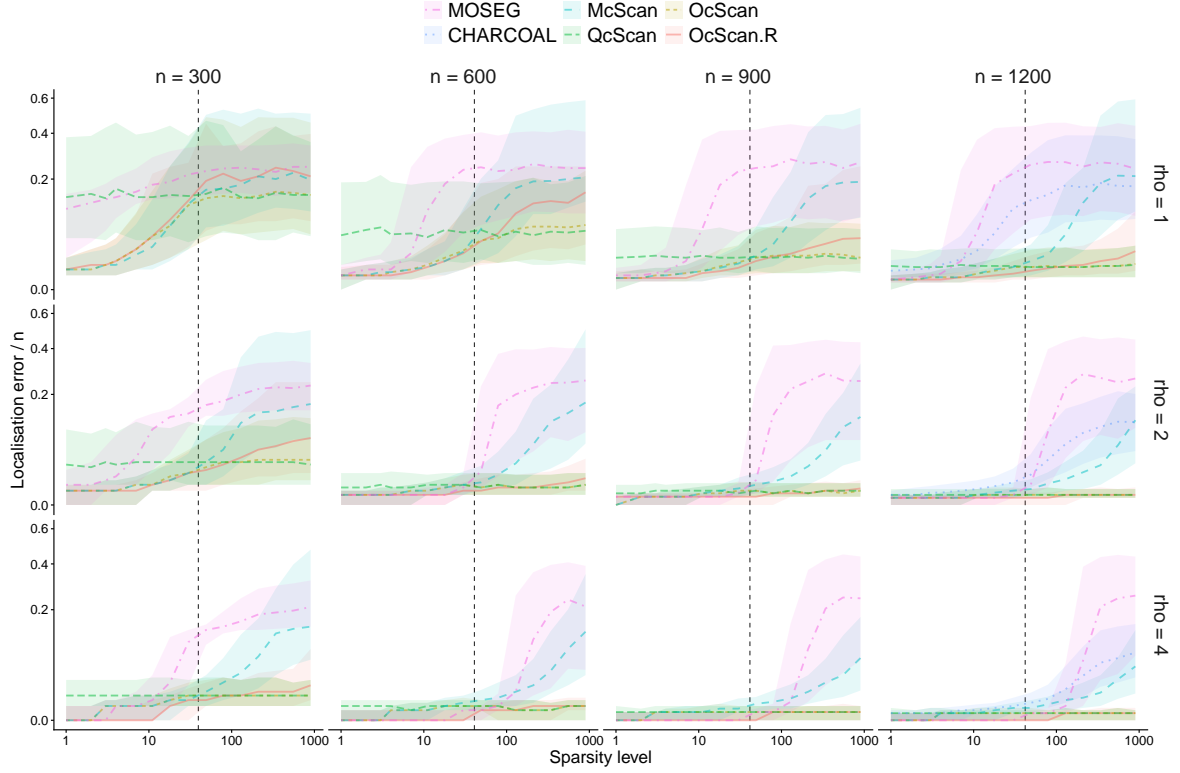 MOSEG McScan OcScan
CHARCOAL QcScan OcScan.R
n = 300 n = 600 n = 900 n = 1200
0.6
0.4
0.2
0.0
rho = 1
0.6
0.4
0.2
0.0
rho = 2
0.6
0.4
0.2
0.0
rho = 4
Localisation error / n
1 10 100 1000 1 10 100 1000 1 10 100 1000 1 10 100 1000
Sparsity level